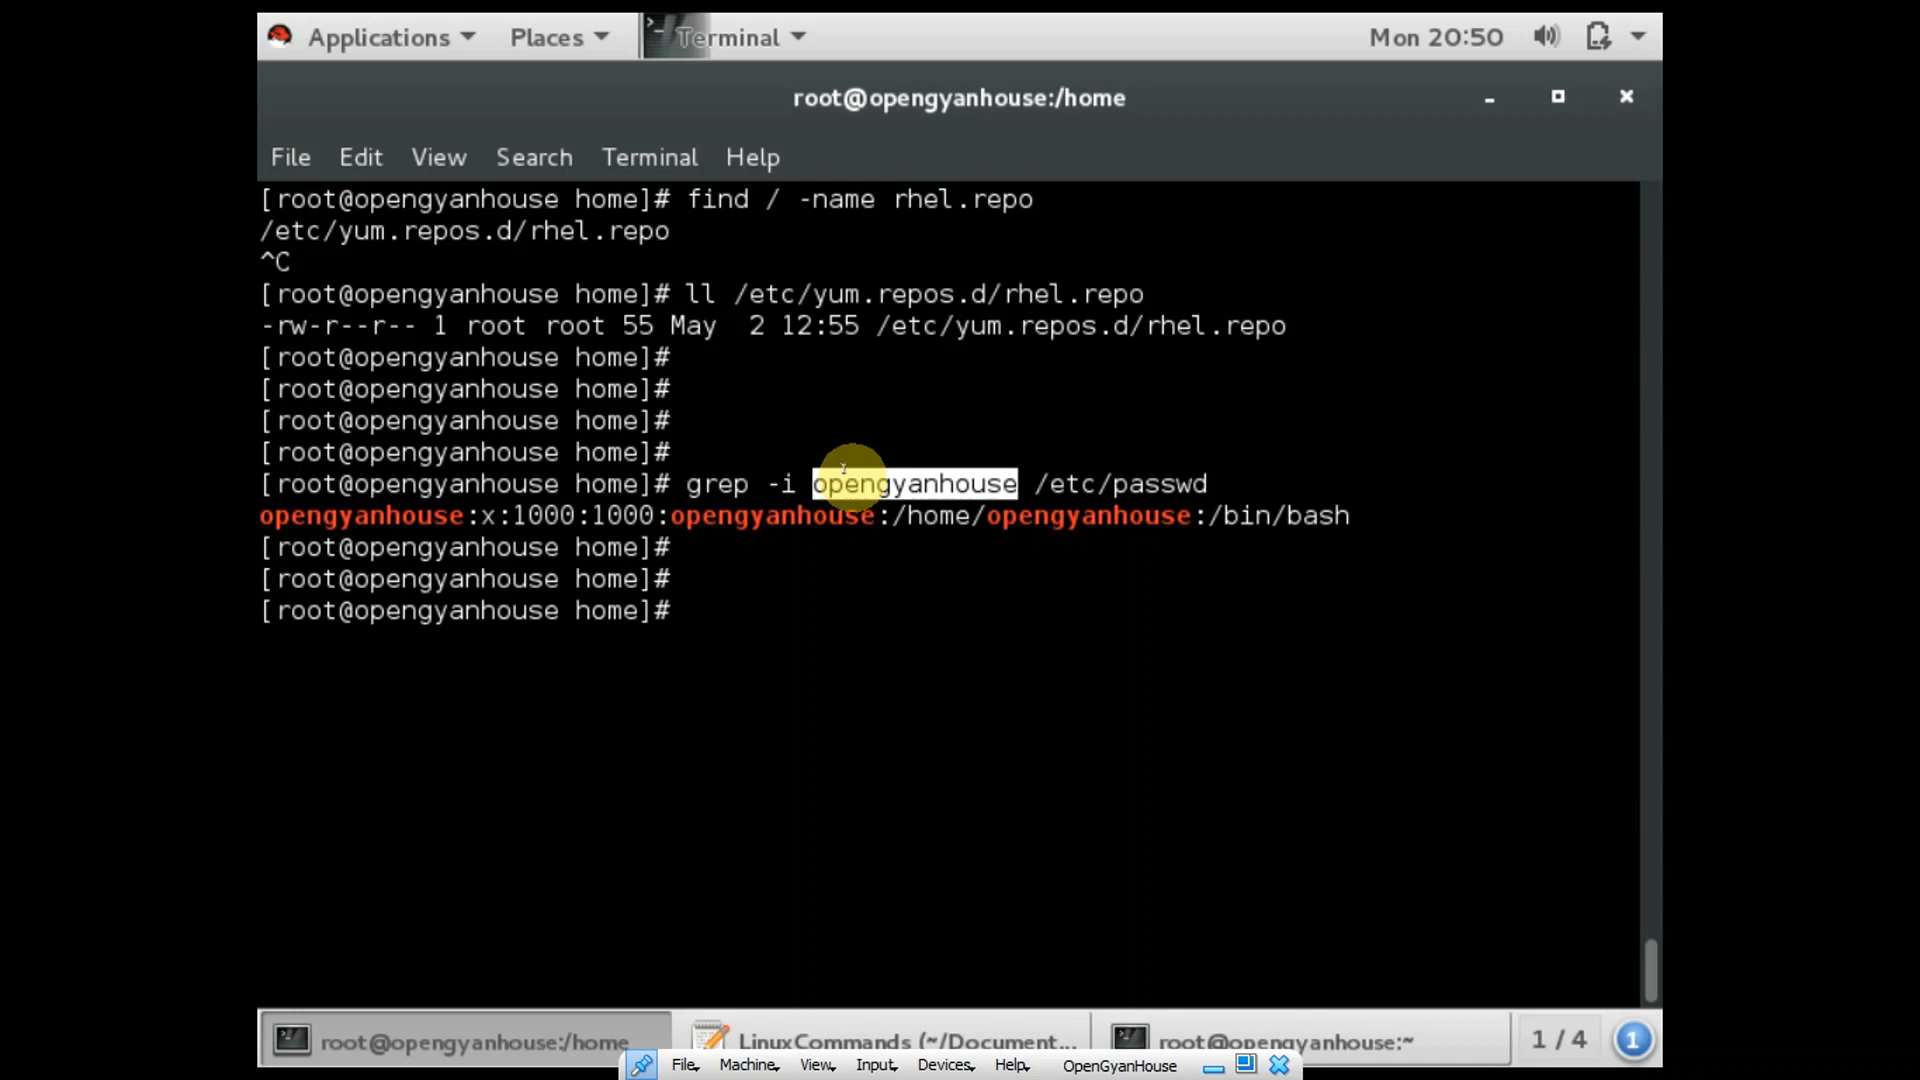 Applications Places Terminal Mon 20:50
root@opengyanhouse:/home
File Edit View Search Terminal Help
[root@opengyanhouse home]# find / -name rhel.repo
/etc/yum.repos.d/rhel.repo
^C
[root@opengyanhouse home]# ll /etc/yum.repos.d/rhel.repo
-rw-r--r-- 1 root root 55 May  2 12:55 /etc/yum.repos.d/rhel.repo
[root@opengyanhouse home]#
[root@opengyanhouse home]#
[root@opengyanhouse home]#
[root@opengyanhouse home]#
[root@opengyanhouse home]# grep -i opengyanhouse /etc/passwd
opengyanhouse:x:1000:1000:opengyanhouse:/home/opengyanhouse:/bin/bash
[root@opengyanhouse home]#
[root@opengyanhouse home]#
[root@opengyanhouse home]#
root@opengyanhouse:/home LinuxCommands (~/Document... root@opengyanhouse:~ 1 / 4 1
File Machine View Input Devices Help OpenGyanHouse